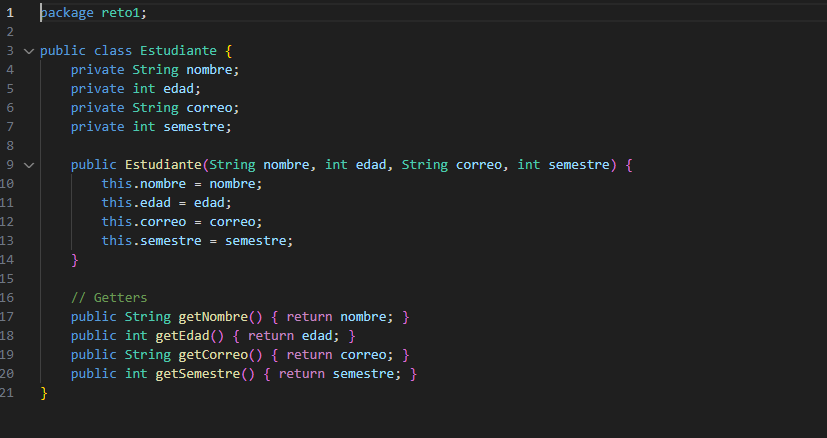 1 package reto1;
2
3 public class Estudiante {
4     private String nombre;
5     private int edad;
6     private String correo;
7     private int semestre;
8
9     public Estudiante(String nombre, int edad, String correo, int semestre) {
10         this.nombre = nombre;
11         this.edad = edad;
12         this.correo = correo;
13         this.semestre = semestre;
14     }
15
16     // Getters
17     public String getNombre() { return nombre; }
18     public int getEdad() { return edad; }
19     public String getCorreo() { return correo; }
20     public int getSemestre() { return semestre; }
21 }